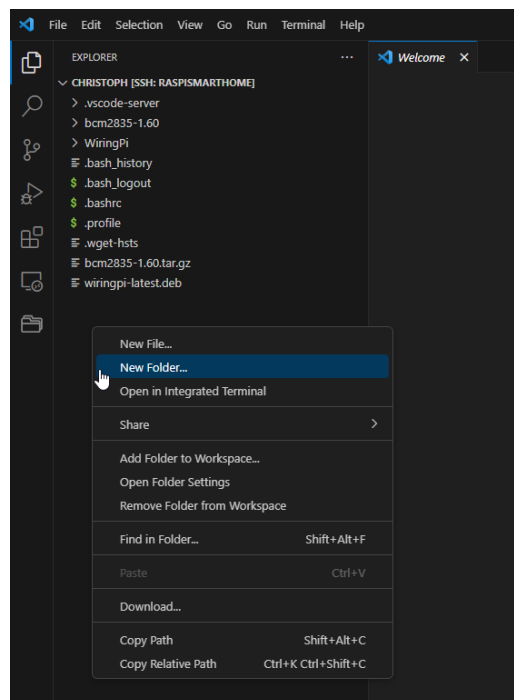 File Edit Selection View Go Run Terminal Help
EXPLORER ... Welcome
CHRISTOPH [SSH: RASPISMARTHOME]
.vscode-server
bcm2835-1.60
WiringPi
.bash_history
$ .bash_logout
$ .bashrc
$ .profile
.wget-hsts
bcm2835-1.60.tar.gz
wiringpi-latest.deb
New File...
New Folder...
Open in Integrated Terminal
Share
Add Folder to Workspace...
Open Folder Settings
Remove Folder from Workspace
Find in Folder... Shift+Alt+F
Paste Ctrl+V
Download...
Copy Path Shift+Alt+C
Copy Relative Path Ctrl+K Ctrl+Shift+C